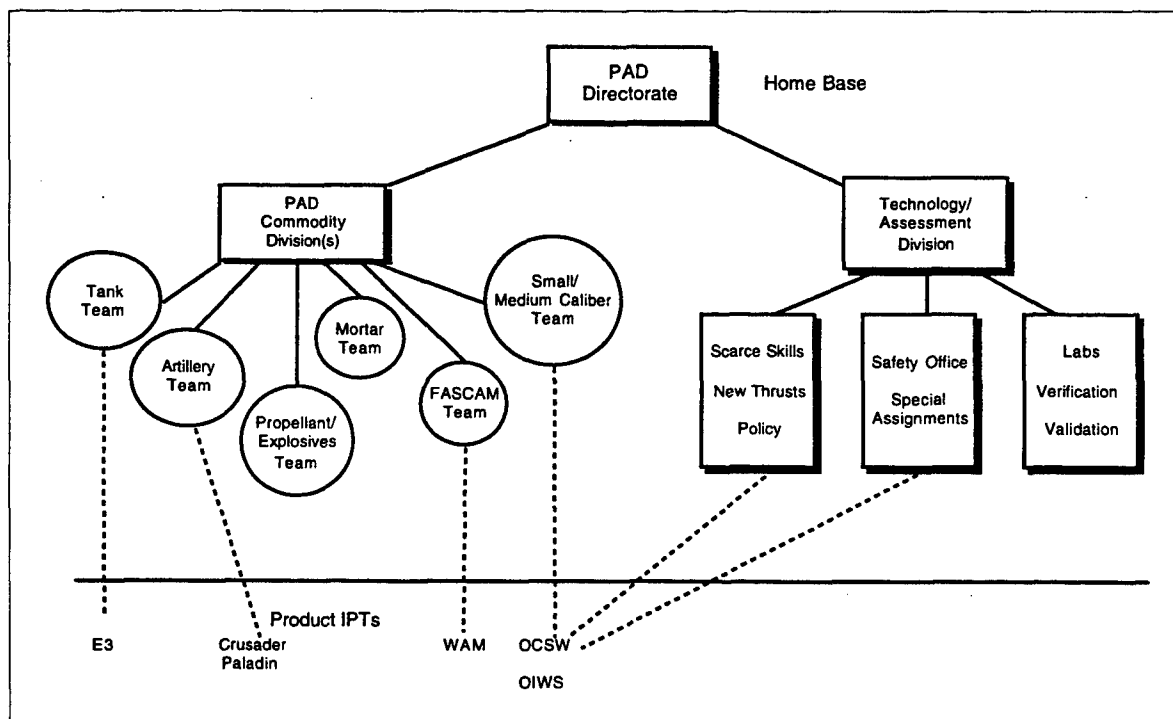 PAD
Directorate
Home Base
PAD
Commodity
Division(s)
Technology/
Assessment
Division
Tank
Team
Artillery
Team
Propellant/
Explosives
Team
Mortar
Team
FASCAM
Team
Small/
Medium Caliber
Team
Scarce Skills
New Thrusts
Policy
Safety Office
Special
Assignments
Labs
Verification
Validation
Product IPTs
E3
Crusader
Paladin
WAM
OCSW
OIWS